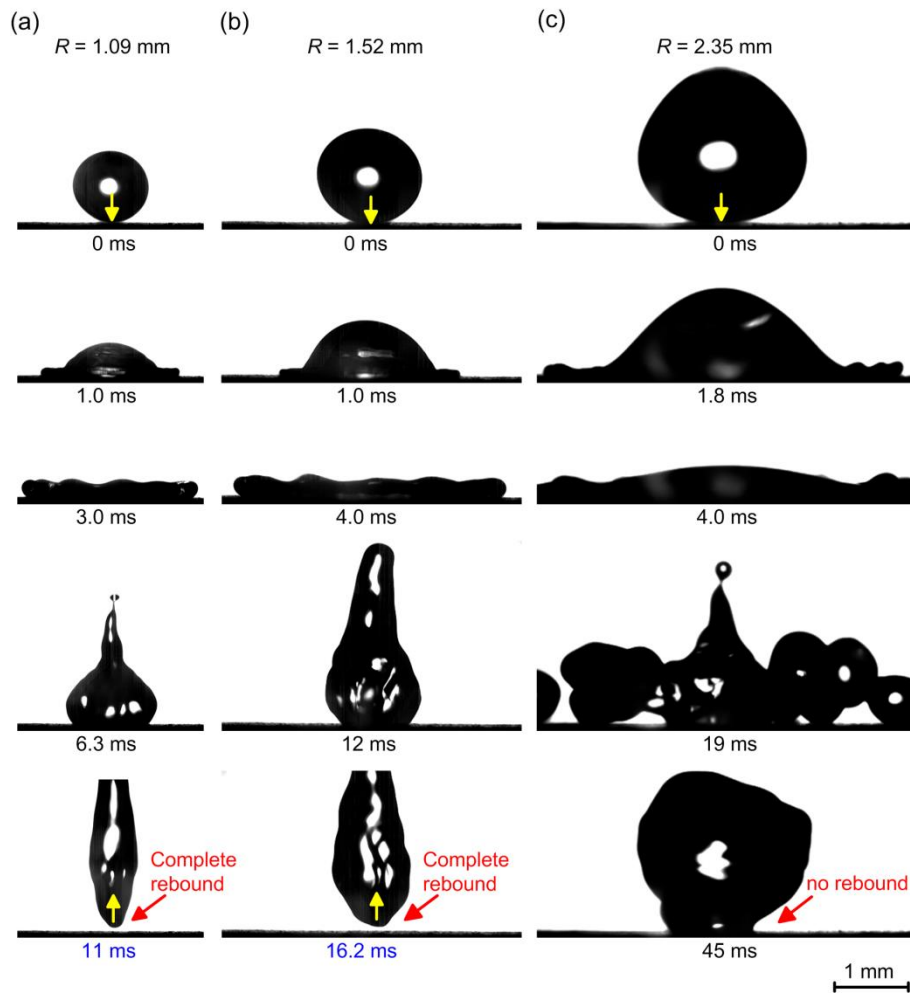 (a)
(b)
(c)
R = 1.09 mm
R = 1.52 mm
R = 2.35 mm
0 ms
0 ms
0 ms
1.0 ms
1.0 ms
1.8 ms
3.0 ms
4.0 ms
4.0 ms
6.3 ms
12 ms
19 ms
Complete
rebound
Complete
rebound
no rebound
11 ms
16.2 ms
45 ms
1 mm